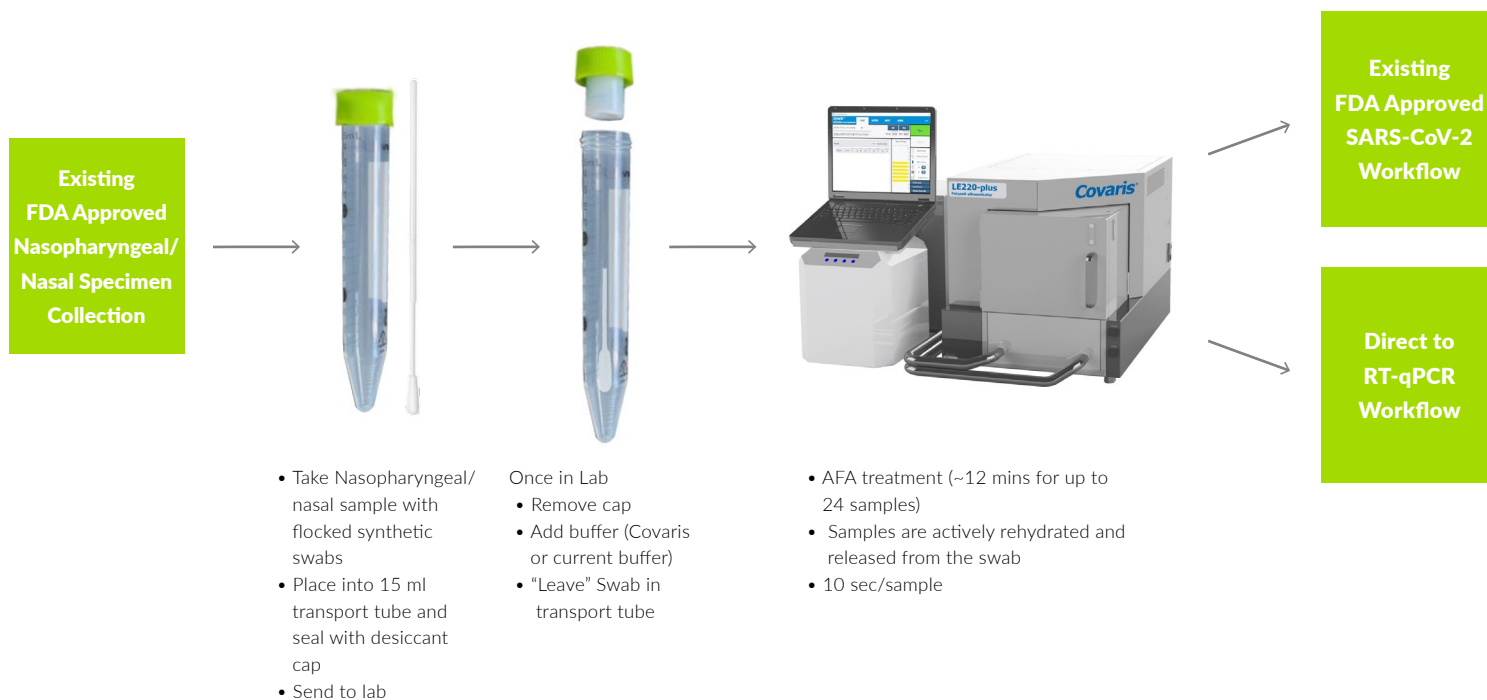 Existing
FDA Approved
Nasopharyngeal/
Nasal Specimen
Collection
• Take Nasopharyngeal/
nasal sample with
flocked synthetic
swabs
• Place into 15 ml
transport tube and
seal with desiccant
cap
• Send to lab
Once in Lab
• Remove cap
• Add buffer (Covaris
or current buffer)
• “Leave” Swab in
transport tube
LE220-plus
Covaris
• AFA treatment (~12 mins for up to
24 samples)
• Samples are actively rehydrated and
released from the swab
• 10 sec/sample
Existing
FDA Approved
SARS-CoV-2
Workflow
Direct to
RT-qPCR
Workflow